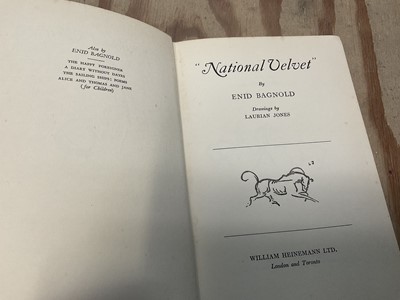 Also by
ENID BAGNOLD
THE HAPPY FOREIGNER
A DIARY WITHOUT DATES
THE SAILING SHIPS: POEMS
ALICE AND THOMAS AND JANE
(for Children)
"National Velvet"
By
ENID BAGNOLD
Drawings by
LAURIAN JONES
WILLIAM HEINEMANN LTD.
London and Toronto